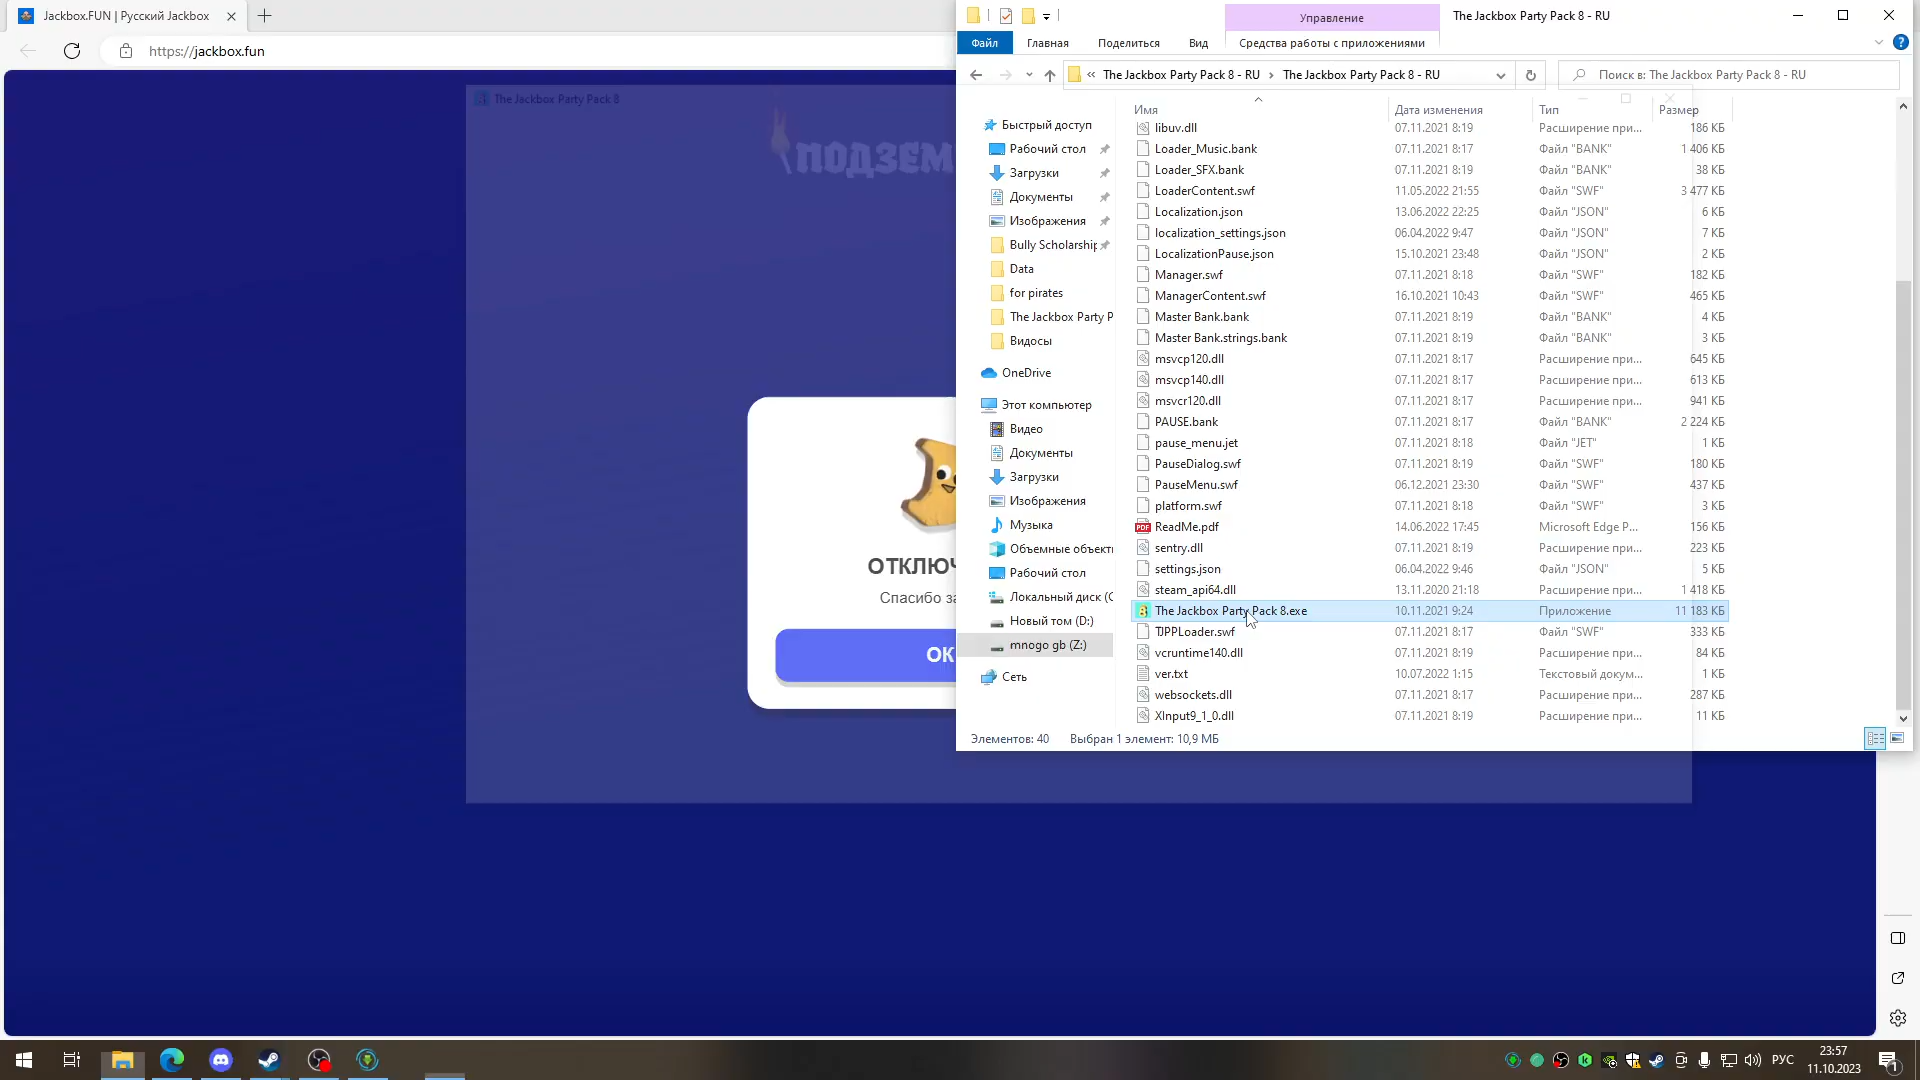 Jackbox.FUN | Русский Jackbox
https://jackbox.fun
The Jackbox Party Pack 8
ПОДЗЕМ
ОТКЛЮЧ
Спасибо за
ОК
Управление
The Jackbox Party Pack 8 - RU
Файл
Главная
Поделиться
Вид
Средства работы с приложениями
« The Jackbox Party Pack 8 - RU › The Jackbox Party Pack 8 - RU
Поиск в: The Jackbox Party Pack 8 - RU
Быстрый доступ
Рабочий стол
Загрузки
Документы
Изображения
Bully Scholarship
Data
for pirates
The Jackbox Party P
Видосы
OneDrive
Этот компьютер
Видео
Документы
Загрузки
Изображения
Музыка
Объемные объект
Рабочий стол
Локальный диск (C
Новый том (D:)
mnogo gb (Z:)
Сеть
Имя Дата изменения Тип Размер
libuv.dll 07.11.2021 8:19 Расширение при... 186 КБ
Loader_Music.bank 07.11.2021 8:17 Файл "BANK" 1 406 КБ
Loader_SFX.bank 07.11.2021 8:19 Файл "BANK" 38 КБ
LoaderContent.swf 11.05.2022 21:55 Файл "SWF" 3 477 КБ
Localization.json 13.06.2022 22:25 Файл "JSON" 6 КБ
localization_settings.json 06.04.2022 9:47 Файл "JSON" 7 КБ
LocalizationPause.json 15.10.2021 23:48 Файл "JSON" 2 КБ
Manager.swf 07.11.2021 8:18 Файл "SWF" 182 КБ
ManagerContent.swf 16.10.2021 10:43 Файл "SWF" 465 КБ
Master Bank.bank 07.11.2021 8:19 Файл "BANK" 4 КБ
Master Bank.strings.bank 07.11.2021 8:19 Файл "BANK" 3 КБ
msvcp120.dll 07.11.2021 8:17 Расширение при... 645 КБ
msvcp140.dll 07.11.2021 8:17 Расширение при... 613 КБ
msvcr120.dll 07.11.2021 8:17 Расширение при... 941 КБ
PAUSE.bank 07.11.2021 8:17 Файл "BANK" 2 224 КБ
pause_menu.jet 07.11.2021 8:18 Файл "JET" 1 КБ
PauseDialog.swf 07.11.2021 8:19 Файл "SWF" 180 КБ
PauseMenu.swf 06.12.2021 23:30 Файл "SWF" 437 КБ
platform.swf 07.11.2021 8:18 Файл "SWF" 3 КБ
ReadMe.pdf 14.06.2022 17:45 Microsoft Edge P... 156 КБ
sentry.dll 07.11.2021 8:19 Расширение при... 223 КБ
settings.json 06.04.2022 9:46 Файл "JSON" 5 КБ
steam_api64.dll 13.11.2020 21:18 Расширение при... 1 418 КБ
The Jackbox Party Pack 8.exe 10.11.2021 9:24 Приложение 11 183 КБ
TJPPLoader.swf 07.11.2021 8:17 Файл "SWF" 333 КБ
vcruntime140.dll 07.11.2021 8:19 Расширение при... 84 КБ
ver.txt 10.07.2022 1:15 Текстовый докум... 1 КБ
websockets.dll 07.11.2021 8:17 Расширение при... 287 КБ
XInput9_1_0.dll 07.11.2021 8:19 Расширение при... 11 КБ
Элементов: 40 Выбран 1 элемент: 10,9 МБ
РУС
23:57
11.10.2023
1